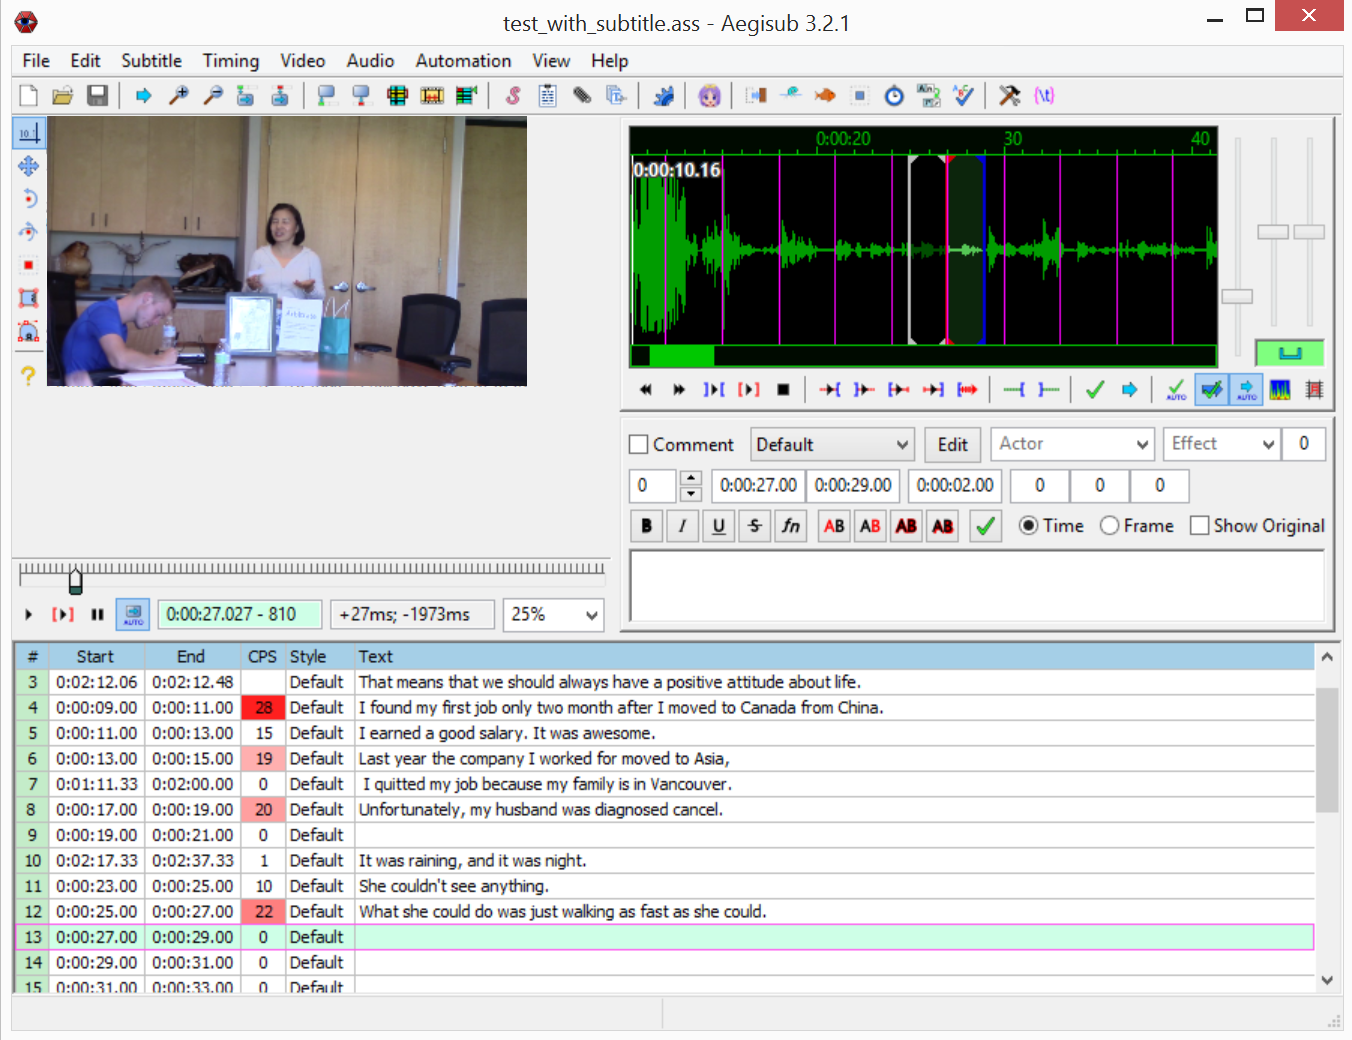 test_with_subtitle.ass - Aegisub 3.2.1
File Edit Subtitle Timing Video Audio Automation View Help
{\t}
0:00:20 30 40
0:00:10.16
AUTO AUTO
Comment Default Edit Actor Effect 0
0 0:00:27.00 0:00:29.00 0:00:02.00 0 0 0
B I U S fn AB AB AB AB Time Frame Show Original
AUTO 0:00:27.027 - 810 +27ms; -1973ms 25%
# Start End CPS Style Text
3 0:02:12.06 0:02:12.48 Default That means that we should always have a positive attitude about life.
4 0:00:09.00 0:00:11.00 28 Default I found my first job only two month after I moved to Canada from China.
5 0:00:11.00 0:00:13.00 15 Default I earned a good salary. It was awesome.
6 0:00:13.00 0:00:15.00 19 Default Last year the company I worked for moved to Asia,
7 0:01:11.33 0:02:00.00 0 Default I quitted my job because my family is in Vancouver.
8 0:00:17.00 0:00:19.00 20 Default Unfortunately, my husband was diagnosed cancel.
9 0:00:19.00 0:00:21.00 0 Default
10 0:02:17.33 0:02:37.33 1 Default It was raining, and it was night.
11 0:00:23.00 0:00:25.00 10 Default She couldn't see anything.
12 0:00:25.00 0:00:27.00 22 Default What she could do was just walking as fast as she could.
13 0:00:27.00 0:00:29.00 0 Default
14 0:00:29.00 0:00:31.00 0 Default
15 0:00:31.00 0:00:33.00 0 Default